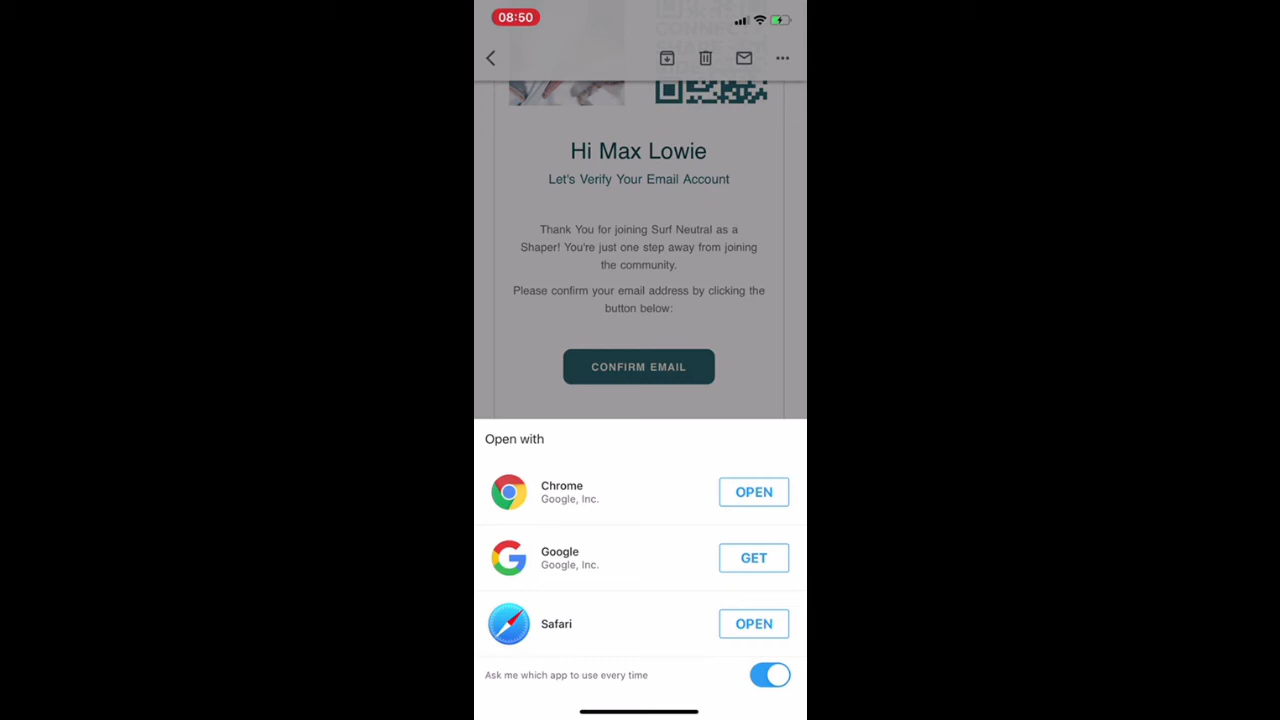 08:50
Hi Max Lowie
Let's Verify Your Email Account
Thank You for joining Surf Neutral as a
Shaper! You're just one step away from joining
the community.
Please confirm your email address by clicking the
button below:
CONFIRM EMAIL
Open with
Chrome
Google, Inc.
OPEN
Google
Google, Inc.
GET
Safari
OPEN
Ask me which app to use every time